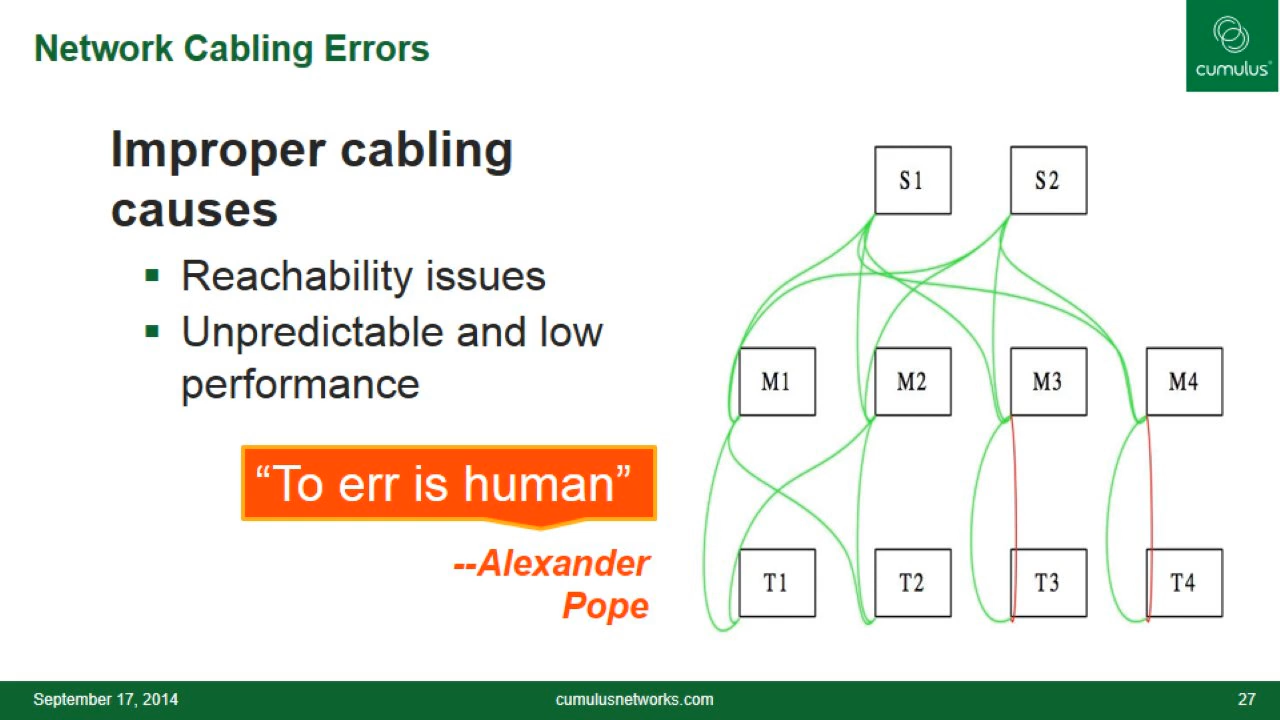 Network Cabling Errors
cumulus®
Improper cabling
causes
Reachability issues
Unpredictable and low
performance
“To err is human”
--Alexander
Pope
S1
S2
M1
M2
M3
M4
T1
T2
T3
T4
September 17, 2014
cumulusnetworks.com
27